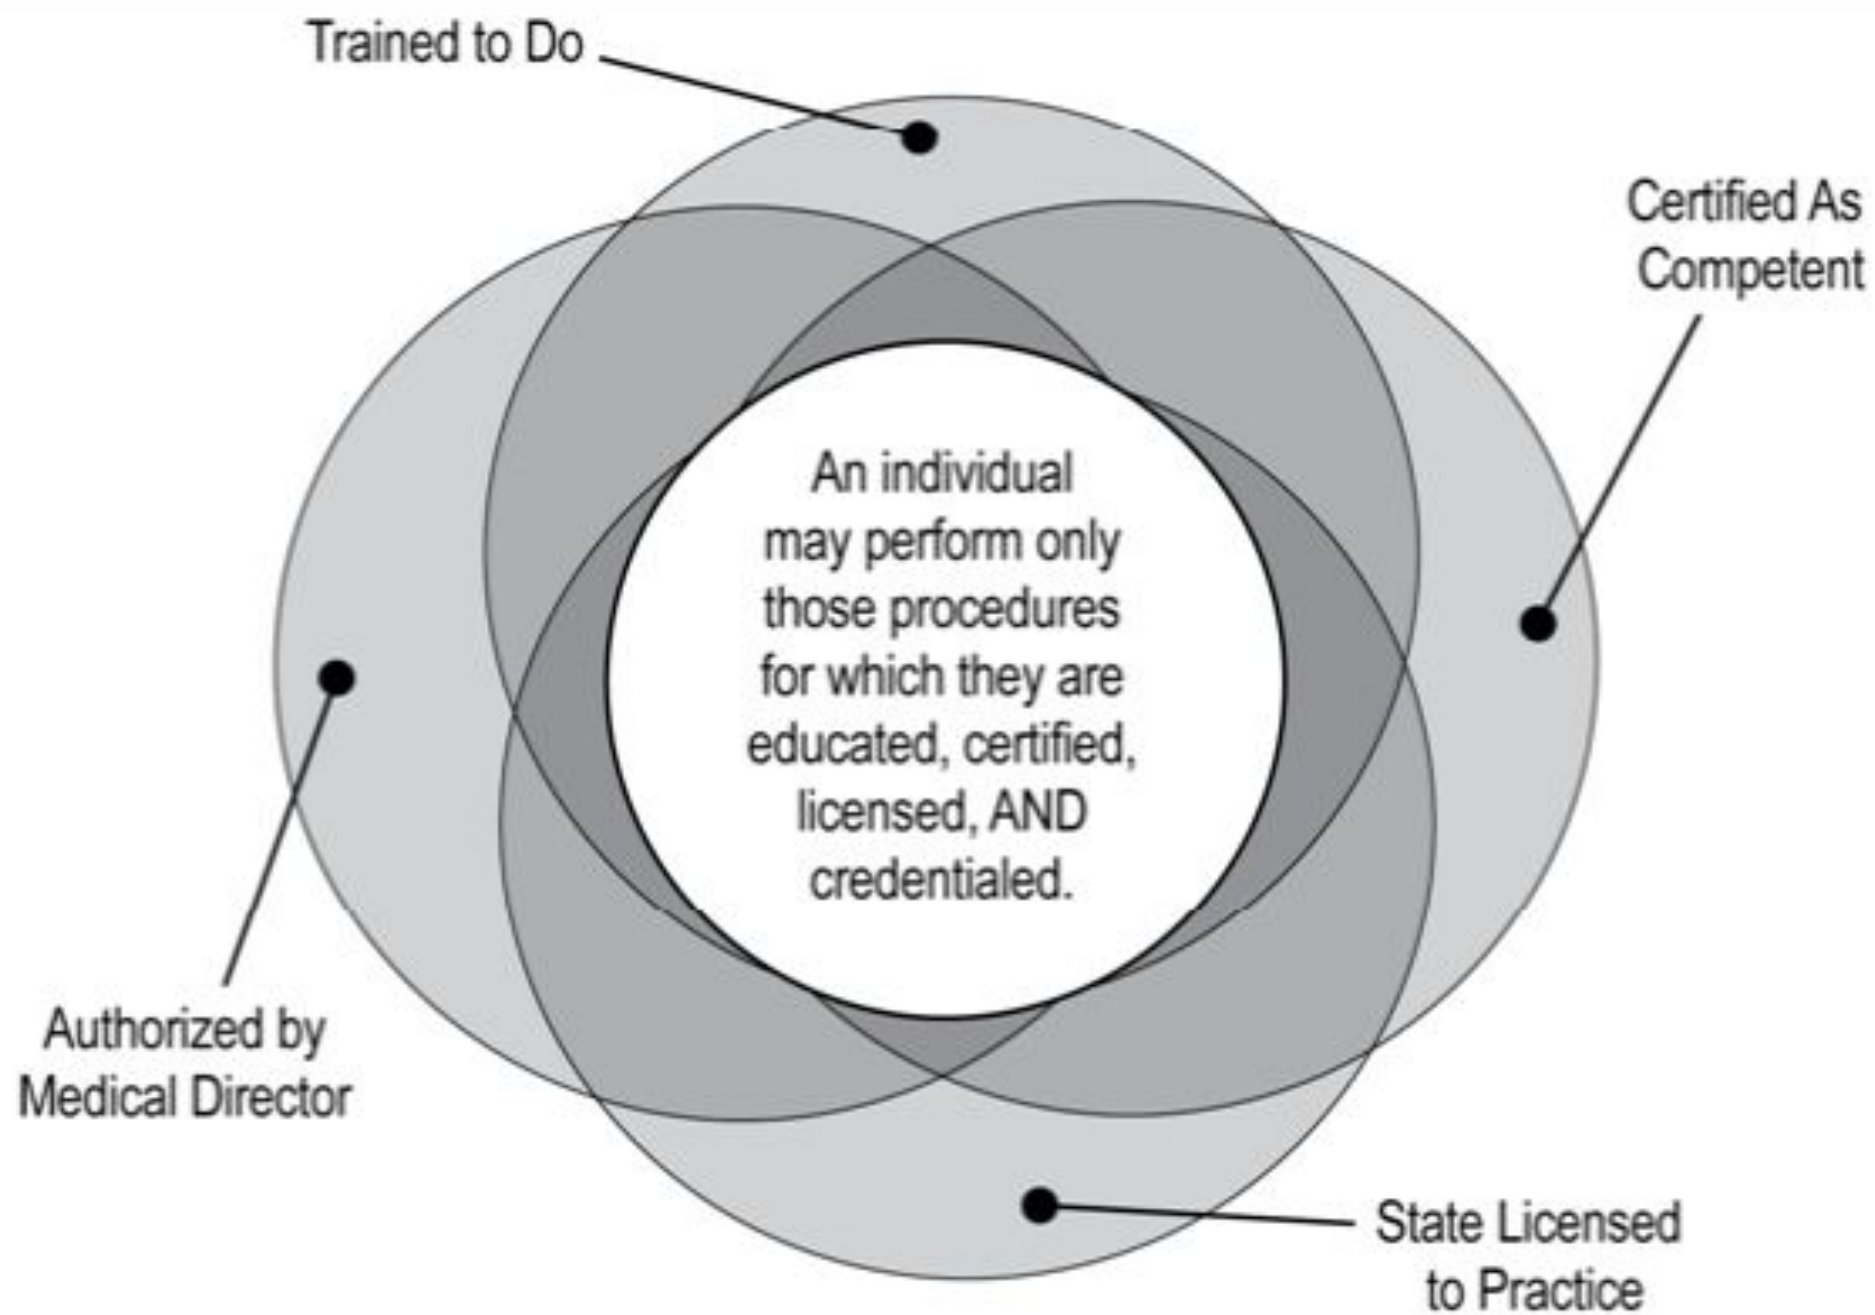 Trained to Do
Certified As
Competent
An individual
may perform only
those procedures
for which they are
educated, certified,
licensed, AND
credentialed.
Authorized by
Medical Director
State Licensed
to Practice